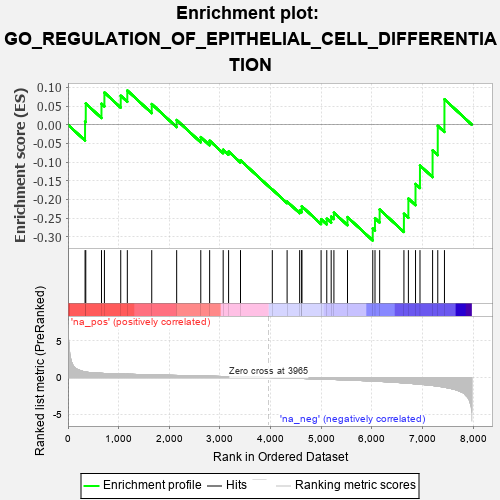 Enrichment plot:
GO_REGULATION_OF_EPITHELIAL_CELL_DIFFERENTIA
TION
Enrichment score (ES)
0.10
0.05
0.00
-0.05
-0.10
-0.15
-0.20
-0.25
-0.30
'na_pos' (positively correlated)
Ranked list metric (PreRanked)
5
0
-5
Zero cross at 3965
'na_neg' (negatively correlated)
0 1,000 2,000 3,000 4,000 5,000 6,000 7,000 8,000
Rank in Ordered Dataset
Enrichment profile Hits Ranking metric scores